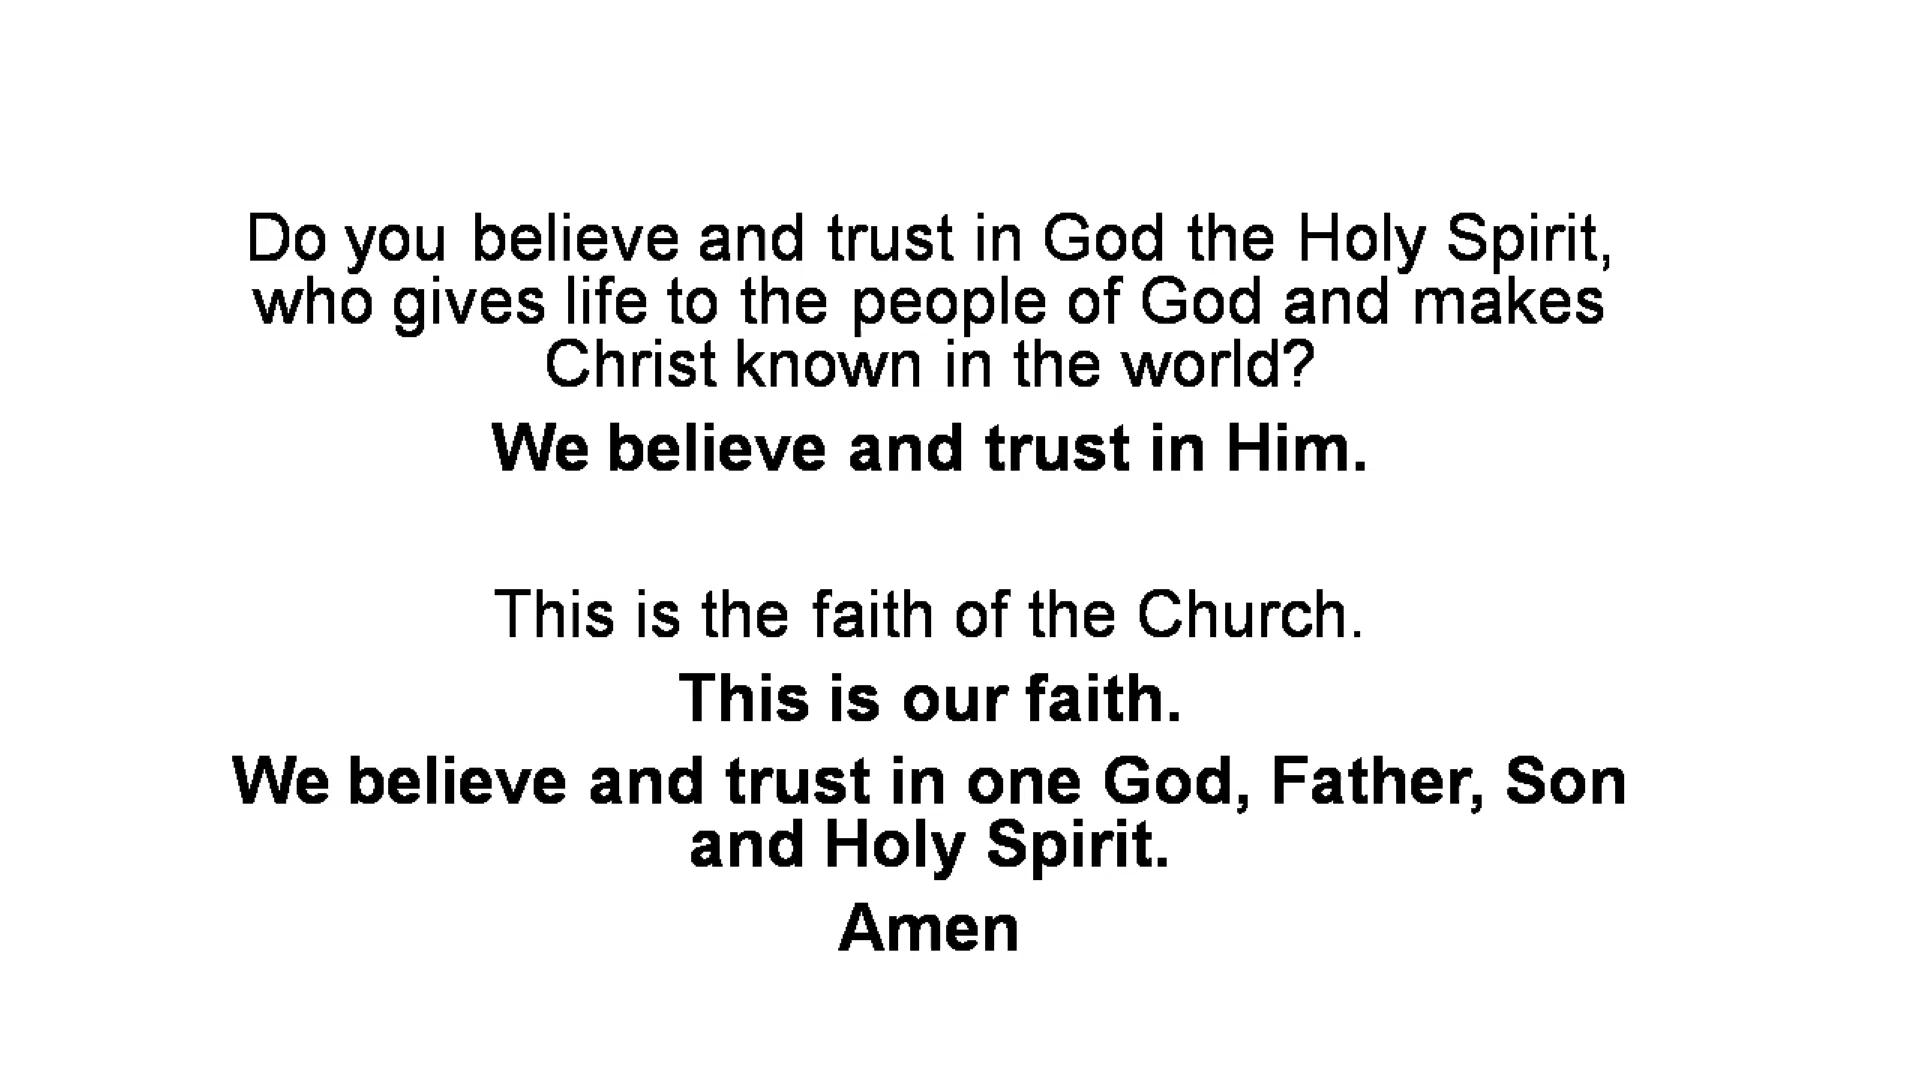 Do you believe and trust in God the Holy Spirit,
who gives life to the people of God and makes
Christ known in the world?
We believe and trust in Him.
This is the faith of the Church.
This is our faith.
We believe and trust in one God, Father, Son
and Holy Spirit.
Amen